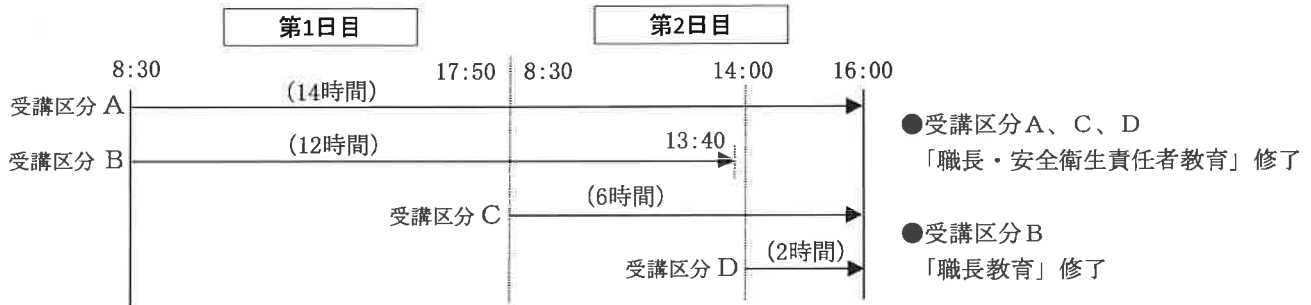 第1日目 第2日目
8:30 17:50 8:30 14:00 16:00
受講区分 A (14時間)
●受講区分A、C、D
受講区分 B (12時間) 13:40
「職長・安全衛生責任者教育」修了
受講区分 C (6時間)
●受講区分B
受講区分 D (2時間)
「職長教育」修了